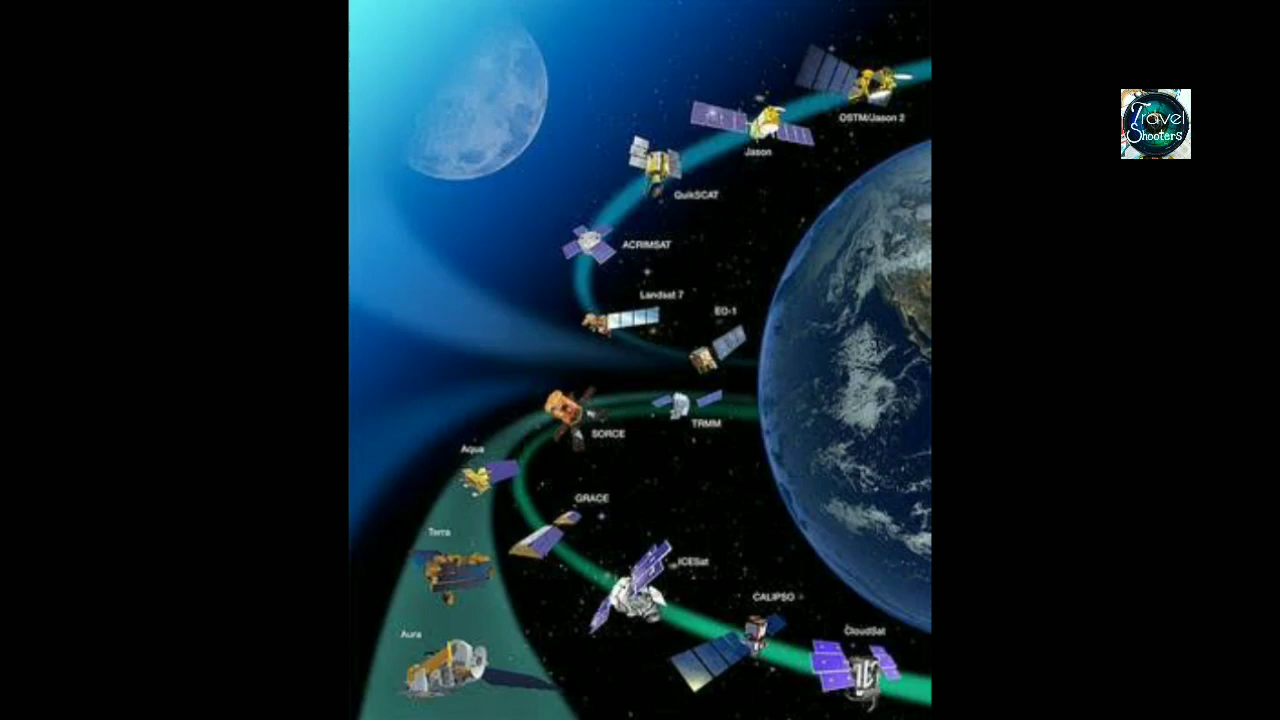 Travel
Shooters
OSTM/Jason 2
Jason
QuikSCAT
ACRIMSAT
Landsat 7
EO-1
TRMM
SORCE
Aqua
GRACE
Terra
ICESat
CALIPSO
CloudSat
Aura